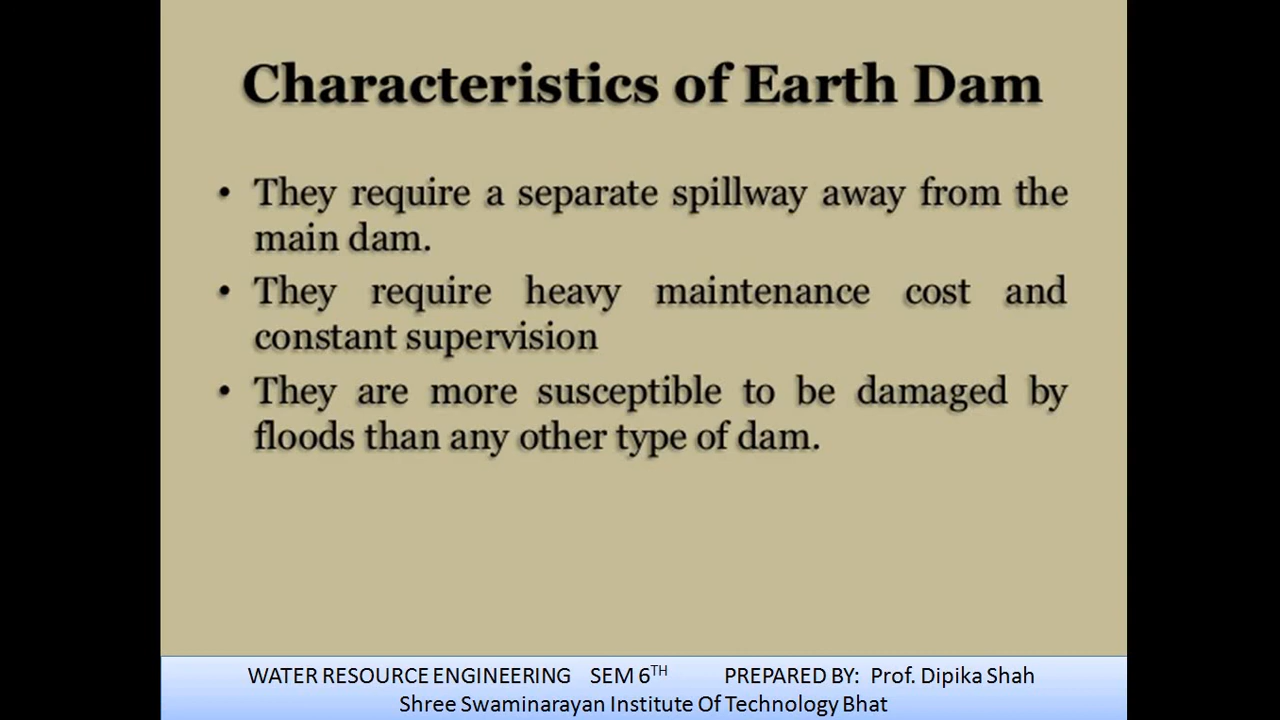 Characteristics of Earth Dam
• They require a separate spillway away from the
main dam.
• They require heavy maintenance cost and
constant supervision
• They are more susceptible to be damaged by
floods than any other type of dam.
WATER RESOURCE ENGINEERING SEM 6TH PREPARED BY: Prof. Dipika Shah
Shree Swaminarayan Institute Of Technology Bhat